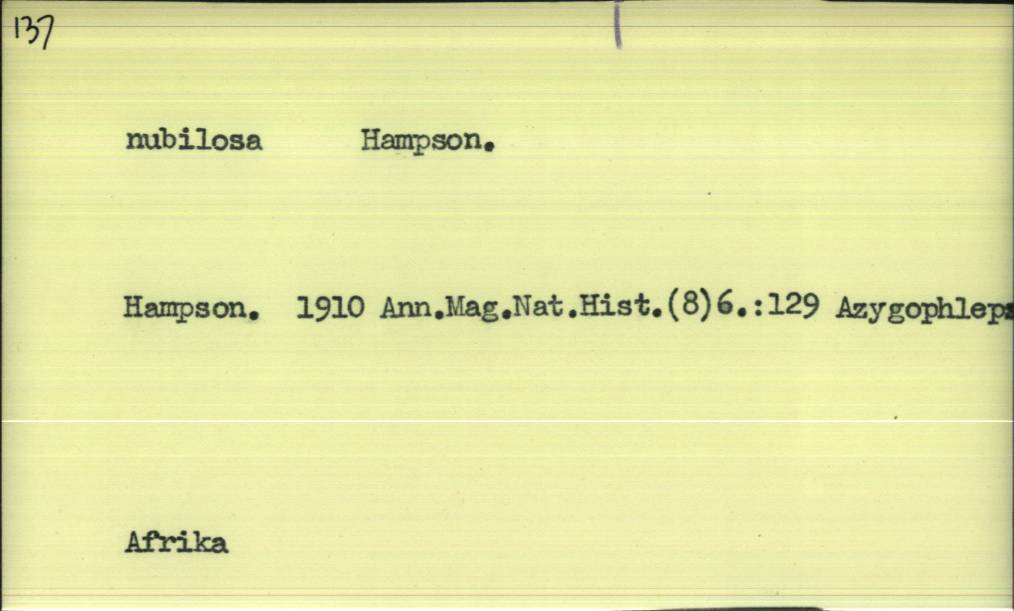 137
nubilosa Hampson.
Hampson. 1910 Ann.Mag.Nat.Hist.(8)6.:129 Azygophleps
Afrika